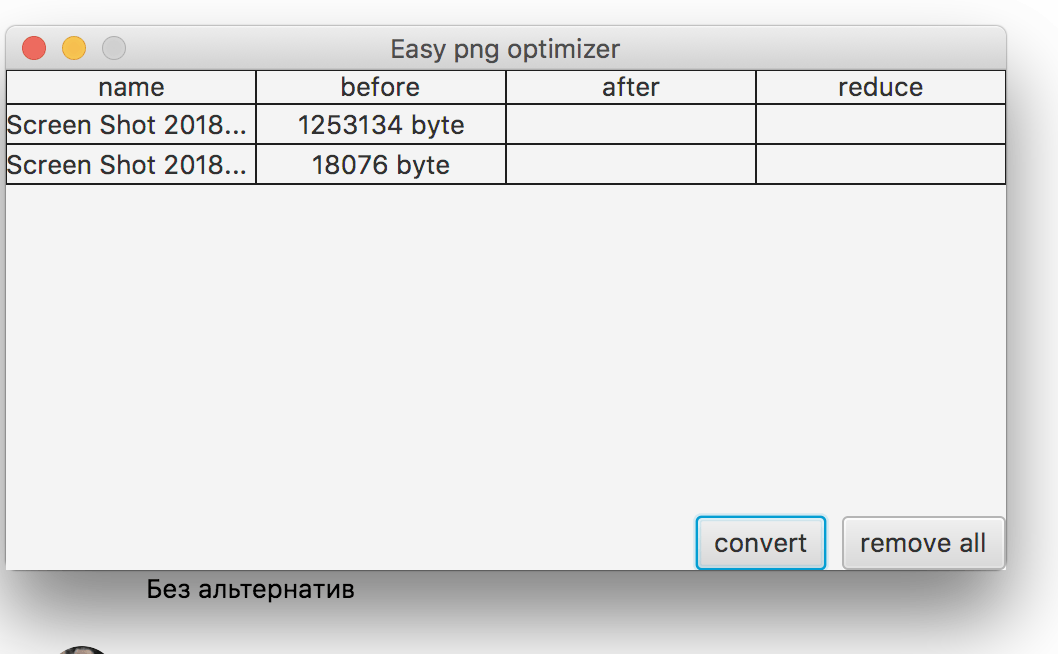 Easy png optimizer
name before after reduce
Screen Shot 2018... 1253134 byte
Screen Shot 2018... 18076 byte
convert remove all
Без альтернатив